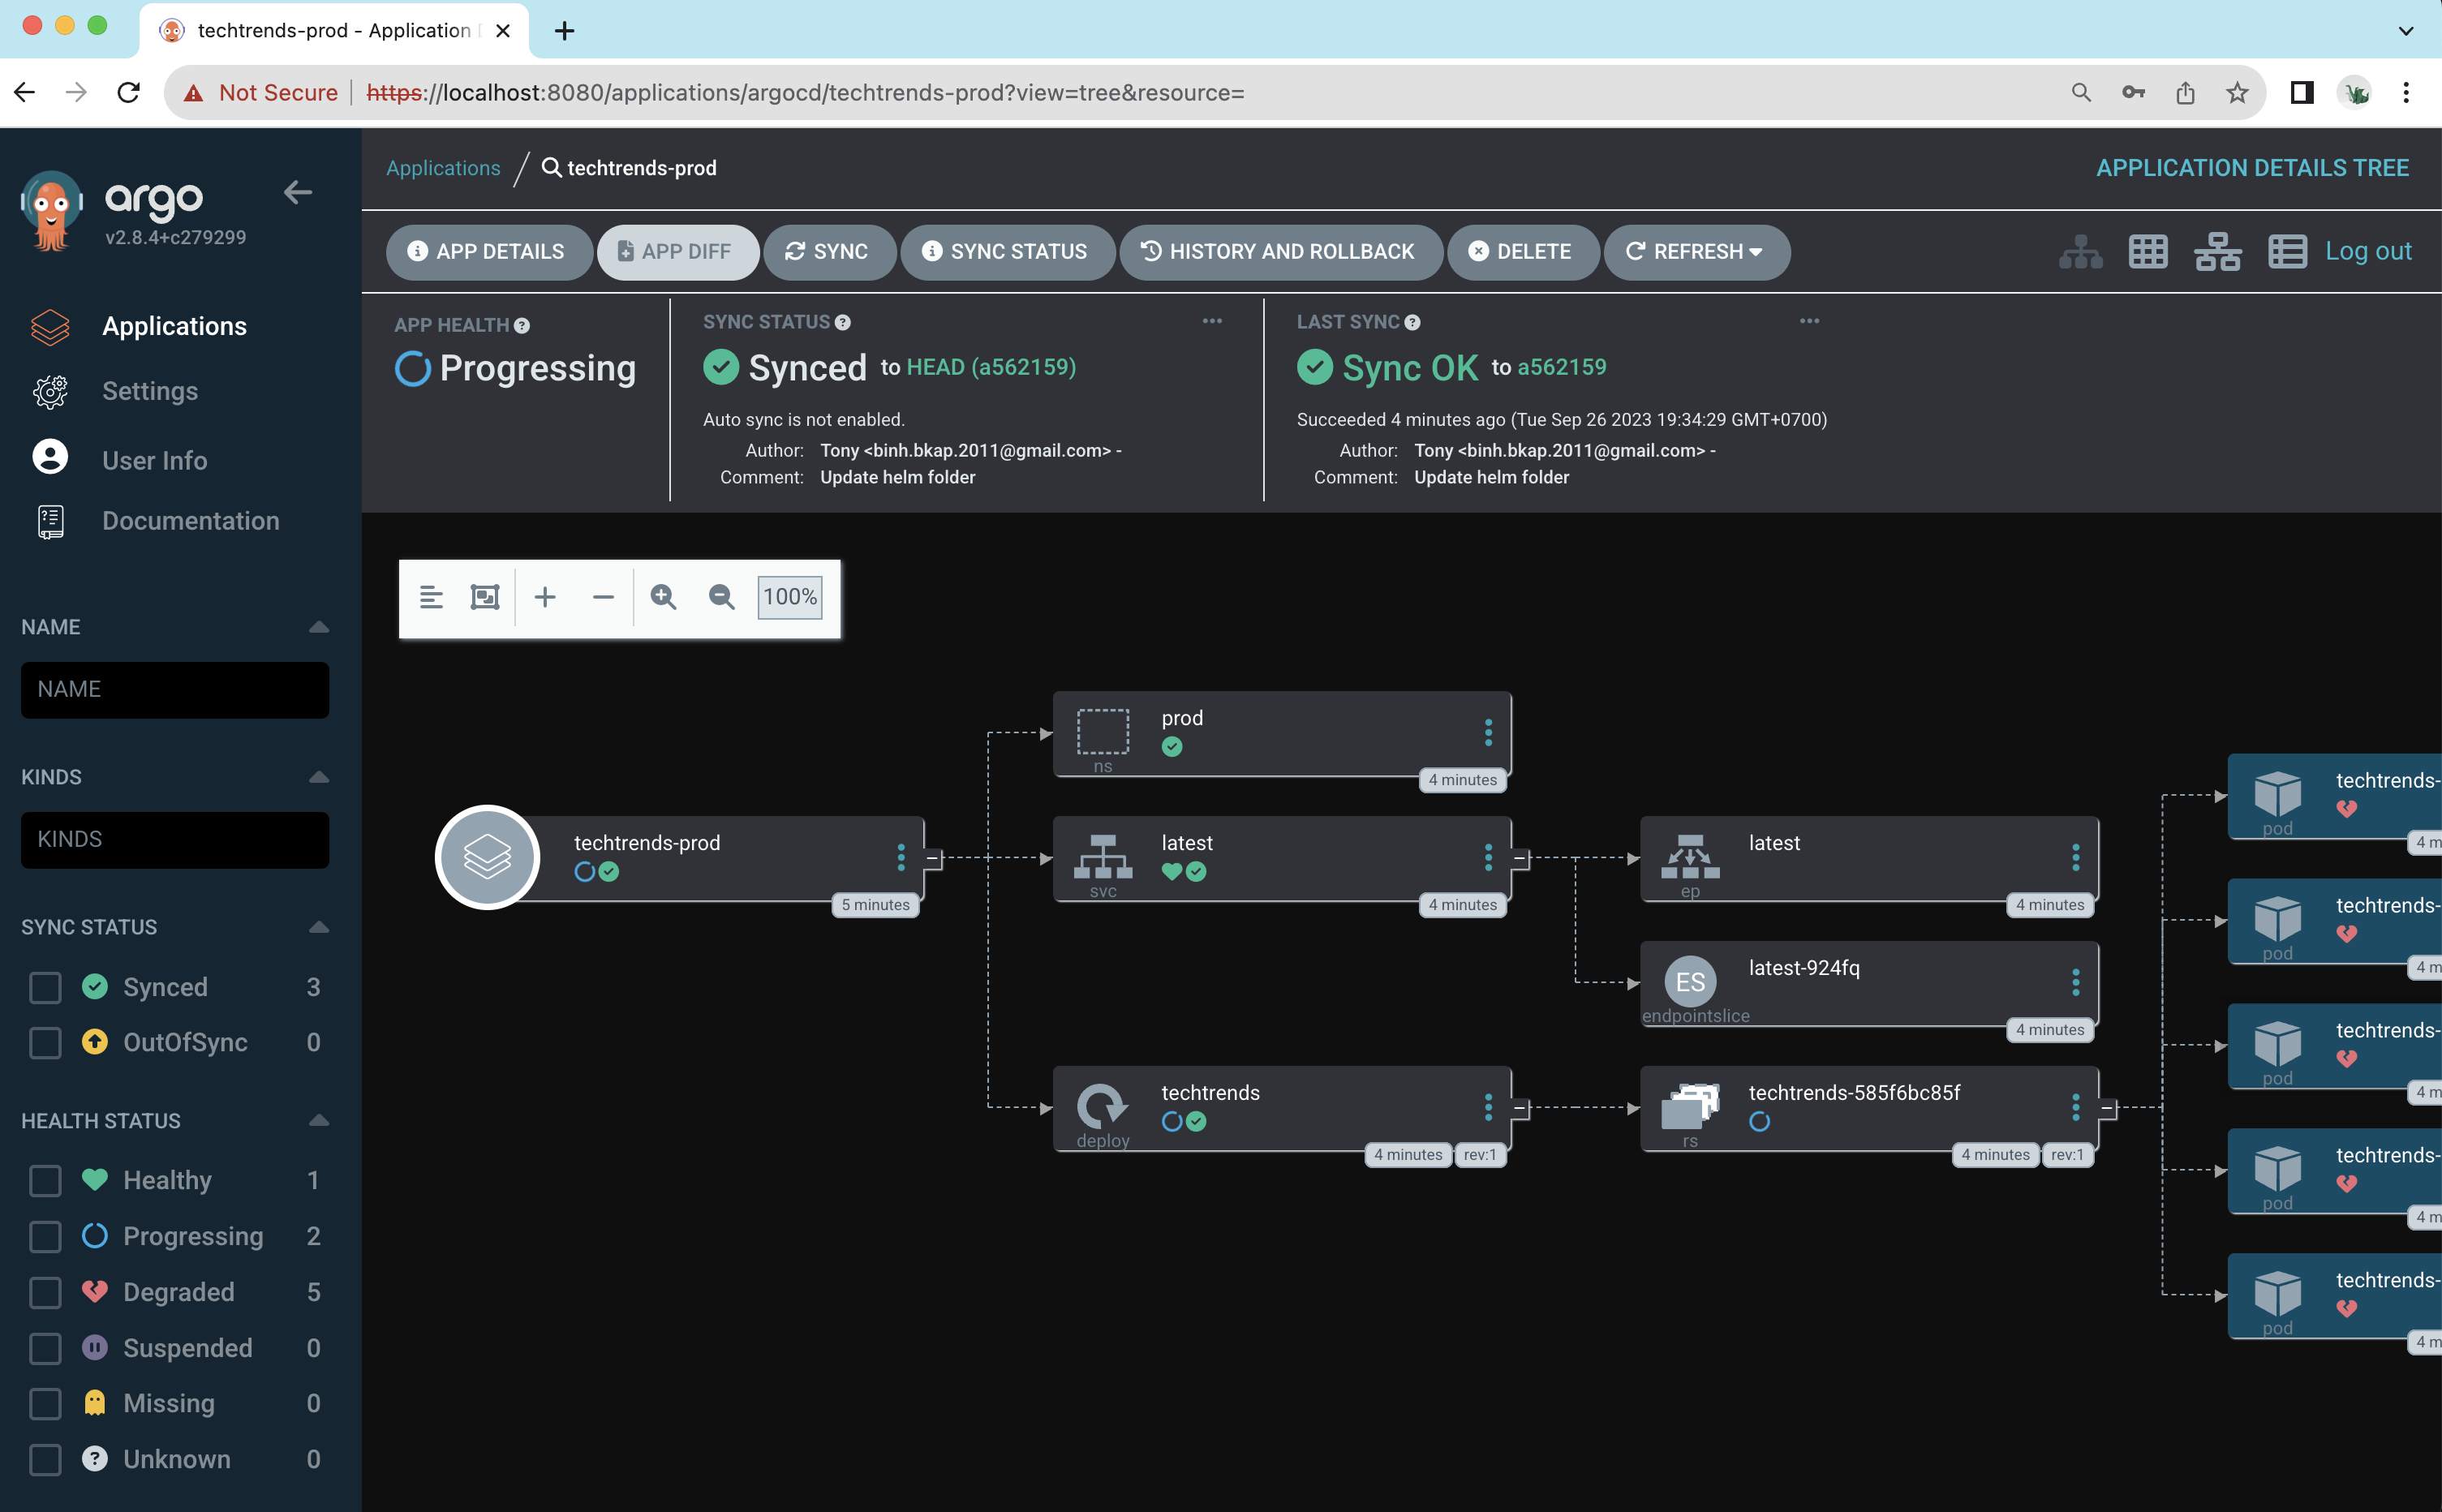 techtrends-prod - Application
Not Secure https://localhost:8080/applications/argocd/techtrends-prod?view=tree&resource=
argo
v2.8.4+c279299
Applications
Settings
User Info
Documentation
NAME
NAME
KINDS
KINDS
SYNC STATUS
Synced 3
OutOfSync 0
HEALTH STATUS
Healthy 1
Progressing 2
Degraded 5
Suspended 0
Missing 0
Unknown 0
Applications / techtrends-prod
APPLICATION DETAILS TREE
APP DETAILS APP DIFF SYNC SYNC STATUS HISTORY AND ROLLBACK DELETE REFRESH
Log out
APP HEALTH
Progressing
SYNC STATUS
Synced to HEAD (a562159)
Auto sync is not enabled.
Author: Tony <binh.bkap.2011@gmail.com> -
Comment: Update helm folder
LAST SYNC
Sync OK to a562159
Succeeded 4 minutes ago (Tue Sep 26 2023 19:34:29 GMT+0700)
Author: Tony <binh.bkap.2011@gmail.com> -
Comment: Update helm folder
100%
techtrends-prod
5 minutes
prod
ns
4 minutes
latest
svc
4 minutes
techtrends
deploy
4 minutes rev:1
latest
ep
4 minutes
ES
latest-924fq
endpointslice
4 minutes
techtrends-585f6bc85f
rs
4 minutes rev:1
techtrends-
pod
4 m
techtrends-
pod
4 m
techtrends-
pod
4 m
techtrends-
pod
4 m
techtrends-
pod
4 m